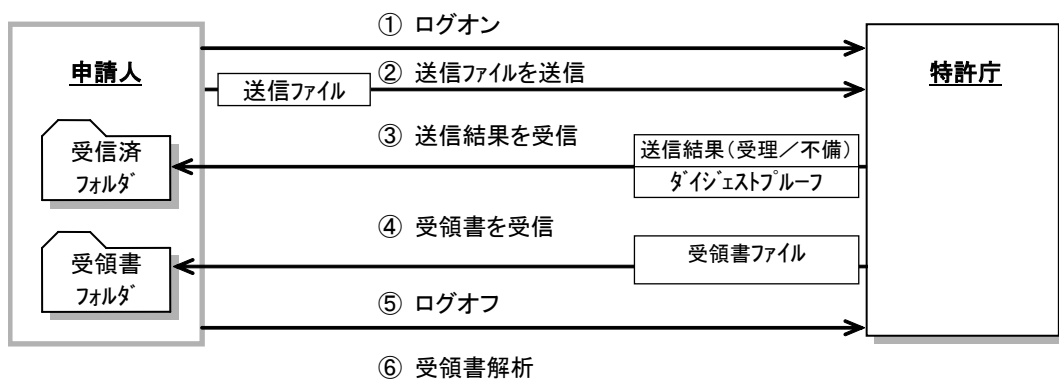 ① ログオン
申請人
特許庁
② 送信ファイルを送信
送信ﾌｧｲﾙ
③ 送信結果を受信
受信済
フォルダ
送信結果（受理／不備）
ﾀﾞｲｼﾞｪｽﾄプルーフ
④ 受領書を受信
受領書
フォルダ
受領書ﾌｧｲﾙ
⑤ ログオフ
⑥ 受領書解析